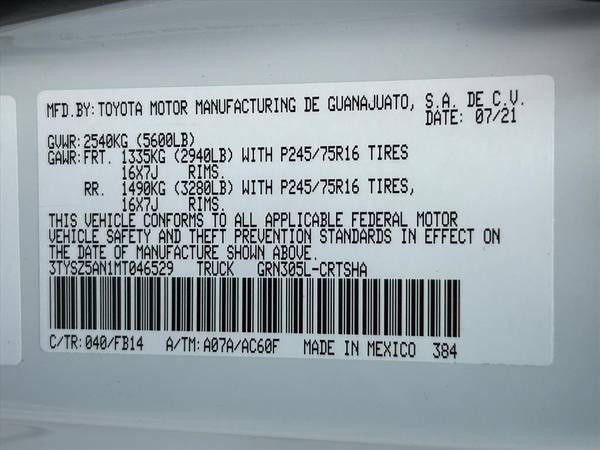 MFD.BY:TOYOTA MOTOR MANUFACTURING DE GUANAJUATO, S.A. DE C.V.
DATE: 07/21
GVWR:2540KG (5600LB)
GAWR:FRT. 1335KG (2940LB) WITH P245/75R16 TIRES
16X7J RIMS.
RR. 1490KG (3280LB) WITH P245/75R16 TIRES,
16X7J RIMS.
THIS VEHICLE CONFORMS TO ALL APPLICABLE FEDERAL MOTOR
VEHICLE SAFETY AND THEFT PREVENTION STANDARDS IN EFFECT ON
THE DATE OF MANUFACTURE SHOWN ABOVE.
3TYSZ5AN1MT046529 TRUCK GRN305L-CRTSHA
C/TR:040/FB14 A/TM:A07A/AC60F MADE IN MEXICO 384